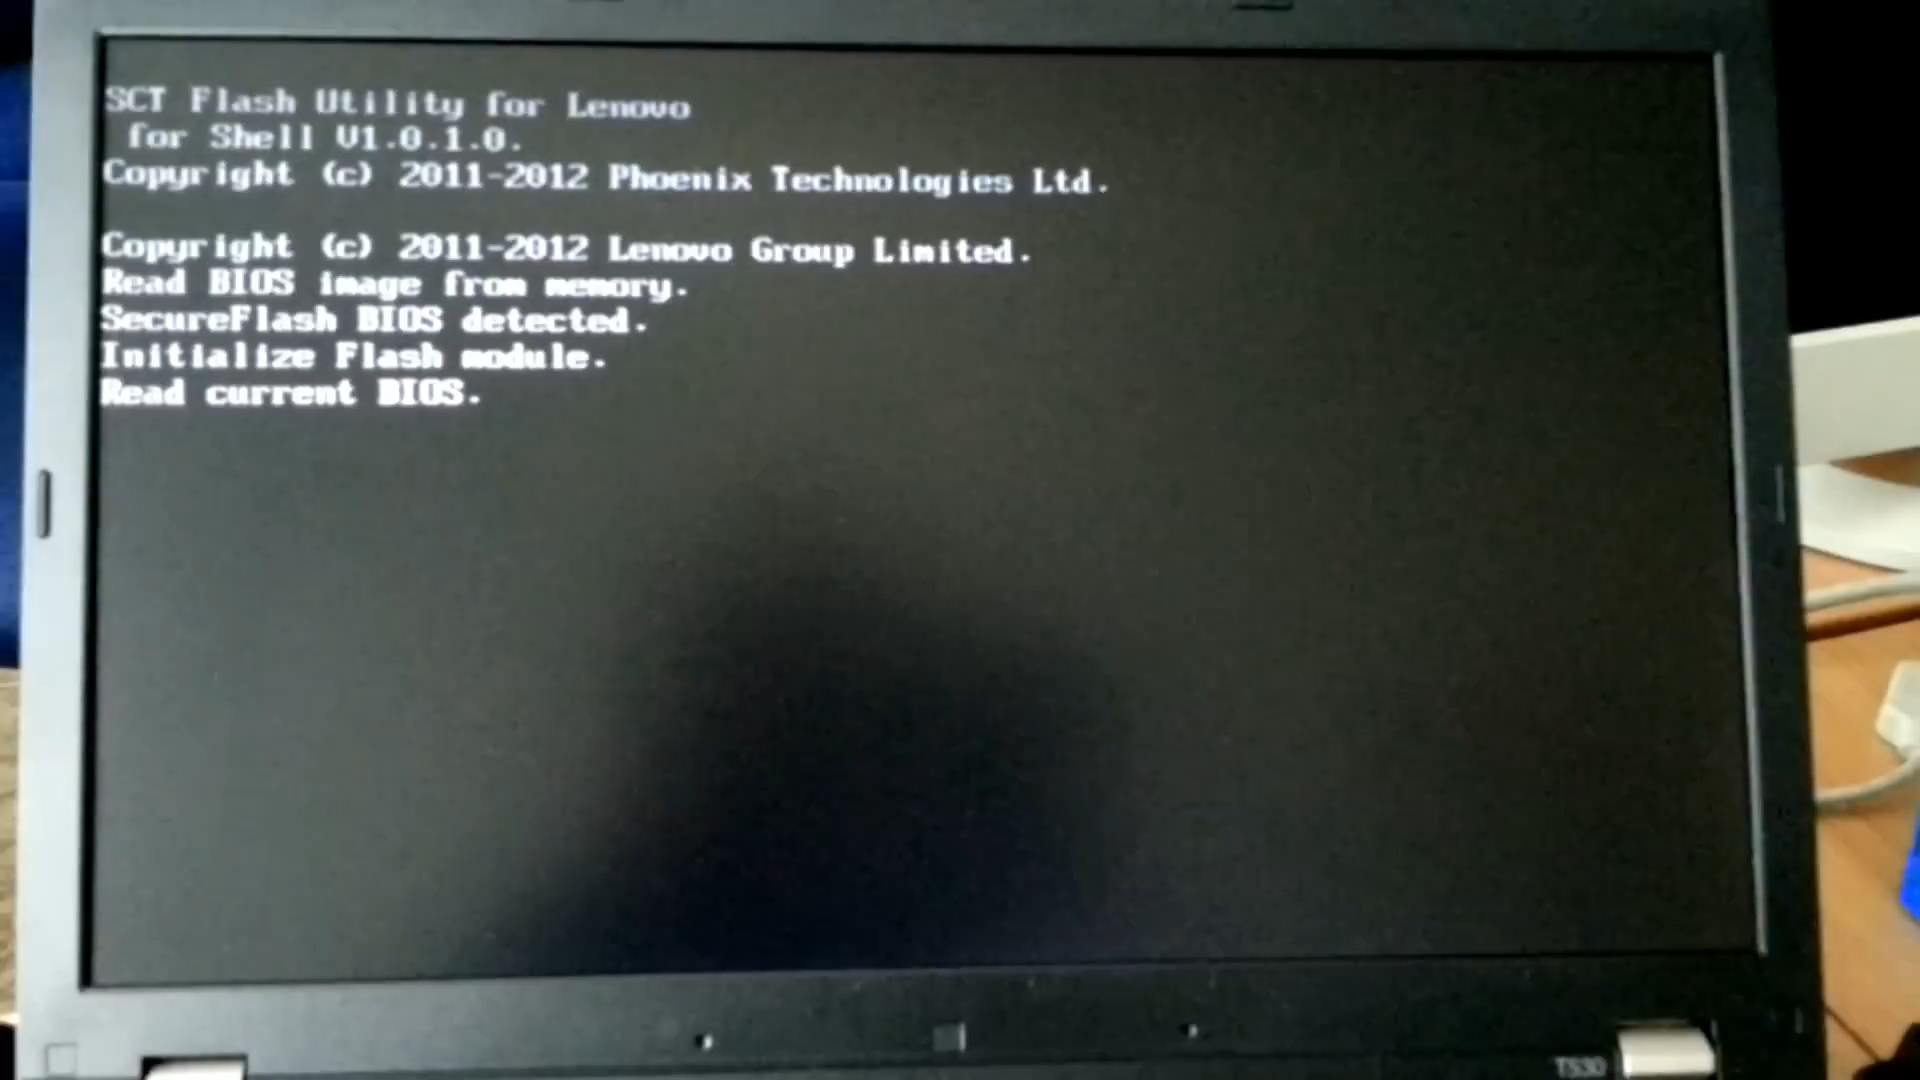 SCT Flash Utility for Lenovo
for Shell V1.0.1.0.
Copyright (c) 2011-2012 Phoenix Technologies Ltd.
Copyright (c) 2011-2012 Lenovo Group Limited.
Read BIOS image from memory.
SecureFlash BIOS detected.
Initialize Flash module.
Read current BIOS.
T530